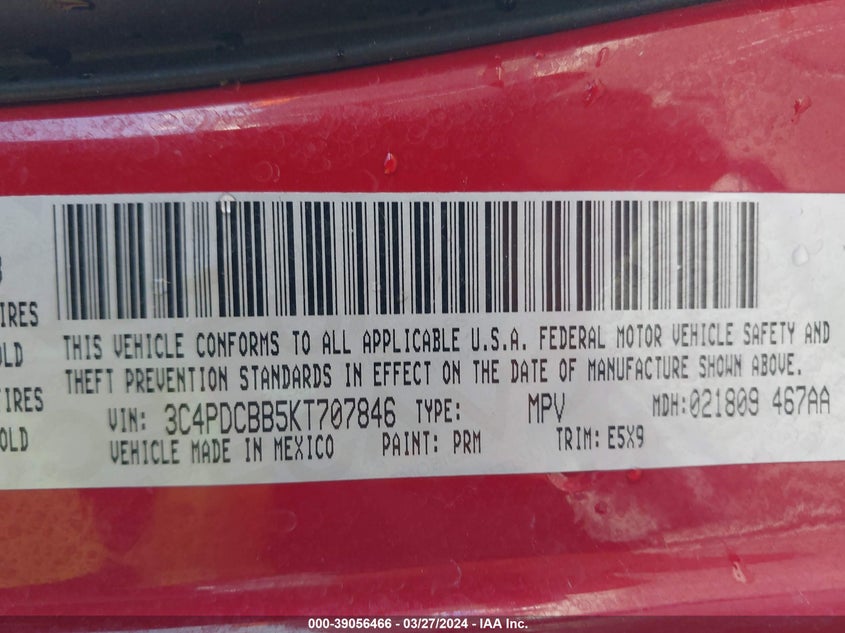 3
IRES
THIS VEHICLE CONFORMS TO ALL APPLICABLE U.S.A. FEDERAL MOTOR VEHICLE SAFETY AND
OLD
THEFT PREVENTION STANDARDS IN EFFECT ON THE DATE OF MANUFACTURE SHOWN ABOVE.
IRES
VIN: 3C4PDCBB5KT707846 TYPE: MPV MDH:021809 467AA
OLD
VEHICLE MADE IN MEXICO PAINT: PRM TRIM: E5X9
000-39056466 - 03/27/2024 - IAA Inc.